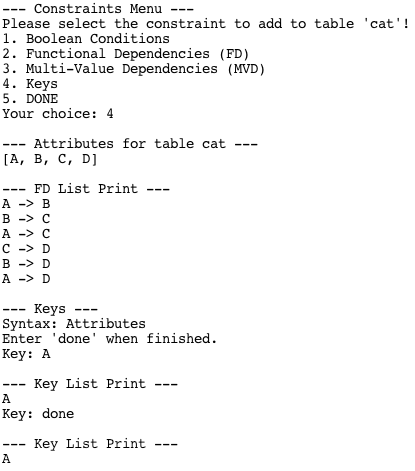 --- Constraints Menu ---
Please select the constraint to add to table 'cat'!
1. Boolean Conditions
2. Functional Dependencies (FD)
3. Multi-Value Dependencies (MVD)
4. Keys
5. DONE
Your choice: 4
--- Attributes for table cat ---
[A, B, C, D]
--- FD List Print ---
A -> B
B -> C
A -> C
C -> D
B -> D
A -> D
--- Keys ---
Syntax: Attributes
Enter 'done' when finished.
Key: A
--- Key List Print ---
A
Key: done
--- Key List Print ---
A